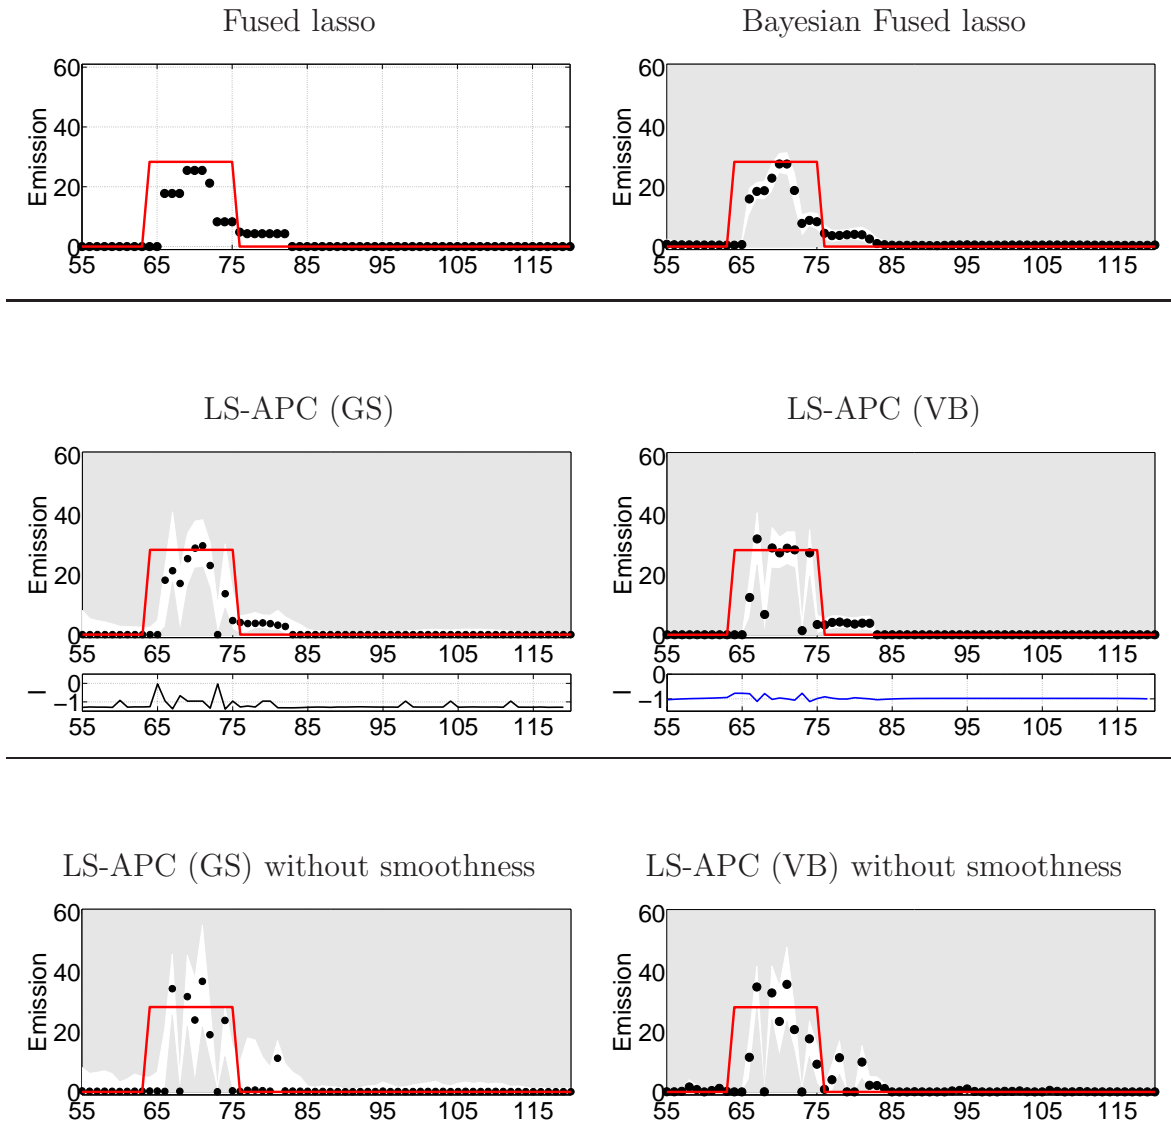 Fused lasso
Bayesian Fused lasso
60
40
20
0
Emission
55 65 75 85 95 105 115
60
40
20
0
Emission
55 65 75 85 95 105 115
LS-APC (GS)
LS-APC (VB)
60
40
20
0
Emission
55 65 75 85 95 105 115
60
40
20
0
Emission
55 65 75 85 95 105 115
0
−1
l
55 65 75 85 95 105 115
0
−1
l
55 65 75 85 95 105 115
LS-APC (GS) without smoothness
LS-APC (VB) without smoothness
60
40
20
0
Emission
55 65 75 85 95 105 115
60
40
20
0
Emission
55 65 75 85 95 105 115